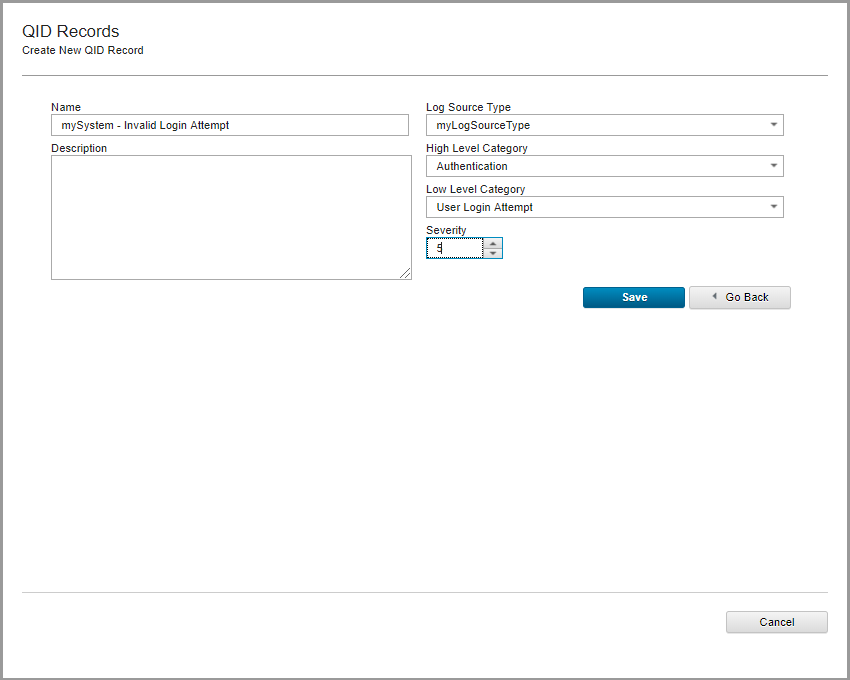 QID Records
Create New QID Record
Name
mySystem - Invalid Login Attempt
Description
Log Source Type
myLogSourceType
High Level Category
Authentication
Low Level Category
User Login Attempt
Severity
5
Save
Go Back
Cancel